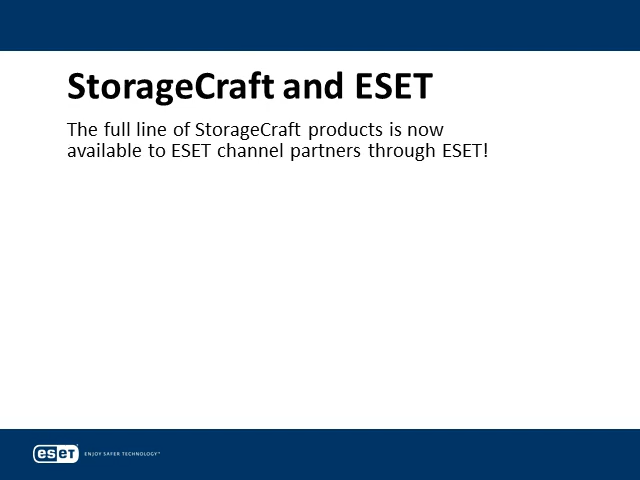 StorageCraft and ESET
The full line of StorageCraft products is now
available to ESET channel partners through ESET!
eseT ENJOY SAFER TECHNOLOGY™